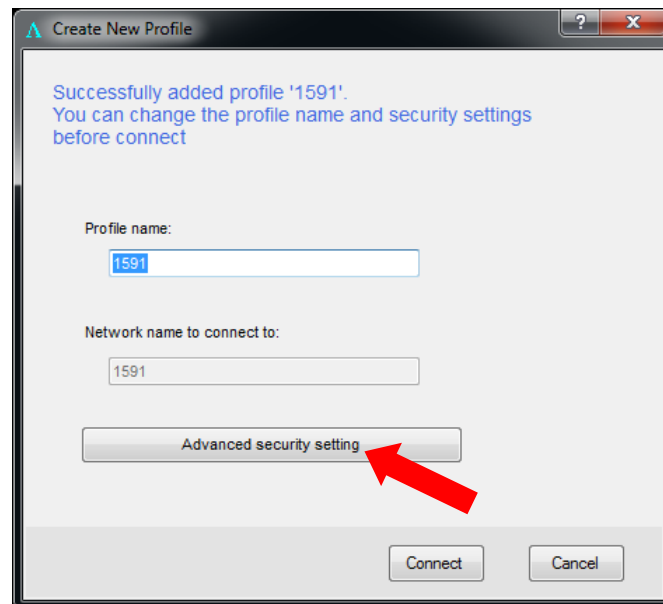 Create New Profile
Successfully added profile '1591'.
You can change the profile name and security settings
before connect
Profile name:
1591
Network name to connect to:
1591
Advanced security setting
Connect
Cancel